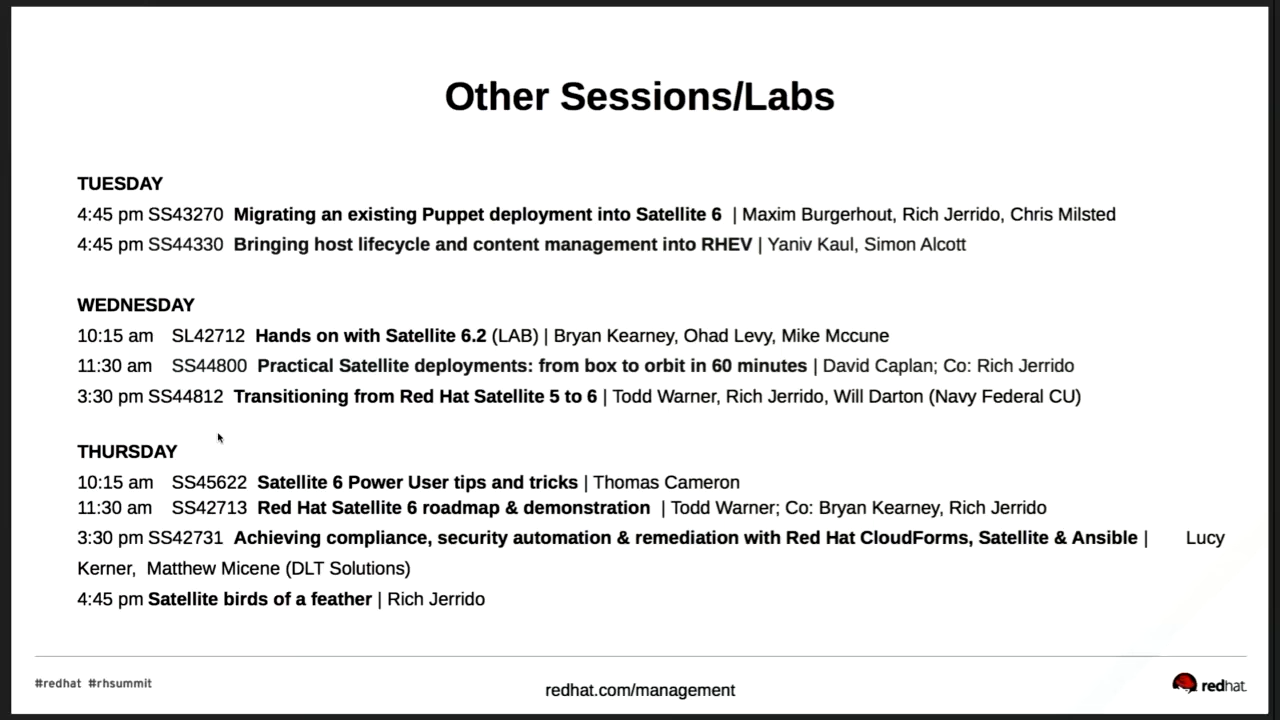 Other Sessions/Labs
TUESDAY
4:45 pm SS43270 Migrating an existing Puppet deployment into Satellite 6 | Maxim Burgerhout, Rich Jerrido, Chris Milsted
4:45 pm SS44330 Bringing host lifecycle and content management into RHEV | Yaniv Kaul, Simon Alcott
WEDNESDAY
10:15 am SL42712 Hands on with Satellite 6.2 (LAB) | Bryan Kearney, Ohad Levy, Mike Mccune
11:30 am SS44800 Practical Satellite deployments: from box to orbit in 60 minutes | David Caplan; Co: Rich Jerrido
3:30 pm SS44812 Transitioning from Red Hat Satellite 5 to 6 | Todd Warner, Rich Jerrido, Will Darton (Navy Federal CU)
THURSDAY
10:15 am SS45622 Satellite 6 Power User tips and tricks | Thomas Cameron
11:30 am SS42713 Red Hat Satellite 6 roadmap & demonstration | Todd Warner; Co: Bryan Kearney, Rich Jerrido
3:30 pm SS42731 Achieving compliance, security automation & remediation with Red Hat CloudForms, Satellite & Ansible | Lucy
Kerner, Matthew Micene (DLT Solutions)
4:45 pm Satellite birds of a feather | Rich Jerrido
#redhat #rhsummit
redhat.com/management
redhat.